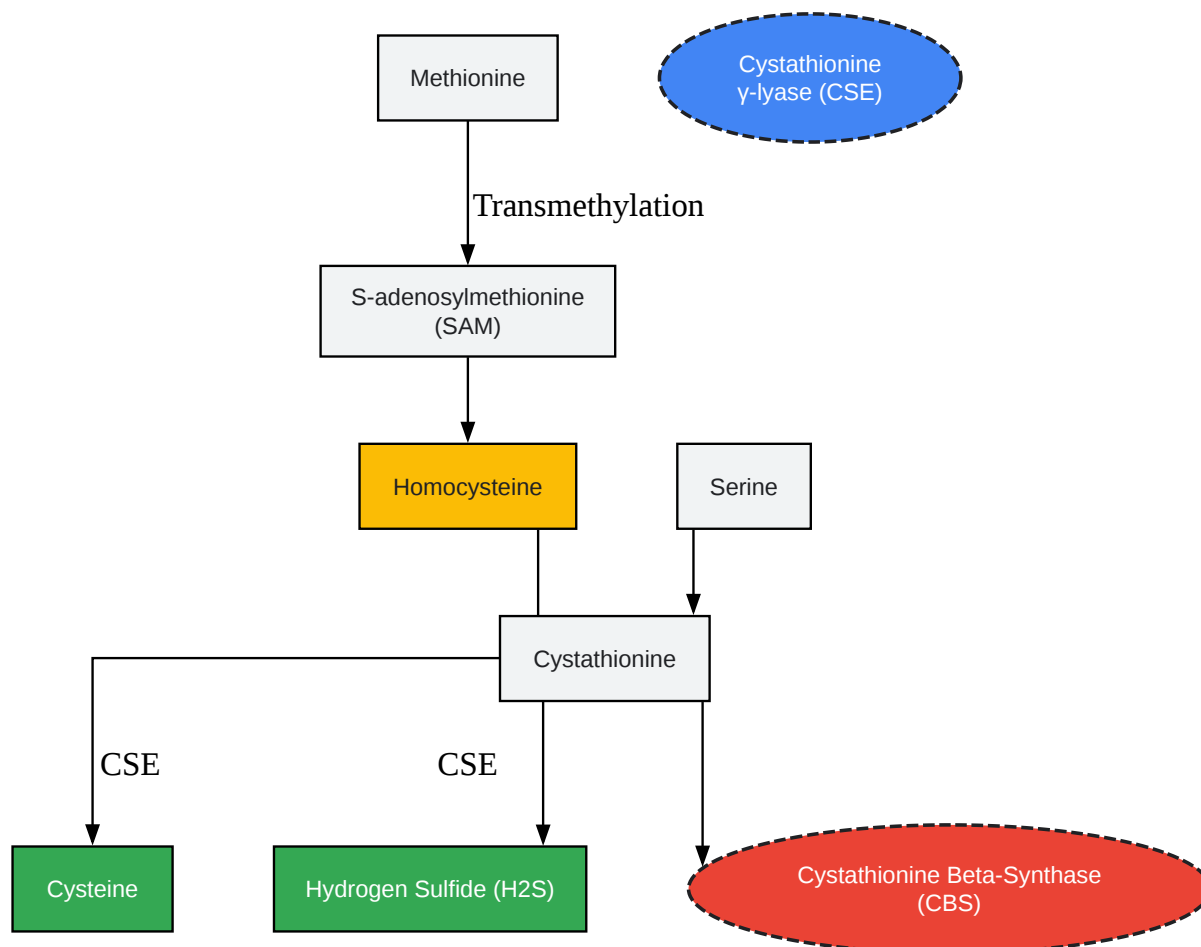 Methionine
Cystathionine
γ-lyase (CSE)
Transmethylation
S-adenosylmethionine
(SAM)
Homocysteine
Serine
Cystathionine
CSE
CSE
Cysteine
Hydrogen Sulfide (H2S)
Cystathionine Beta-Synthase
(CBS)